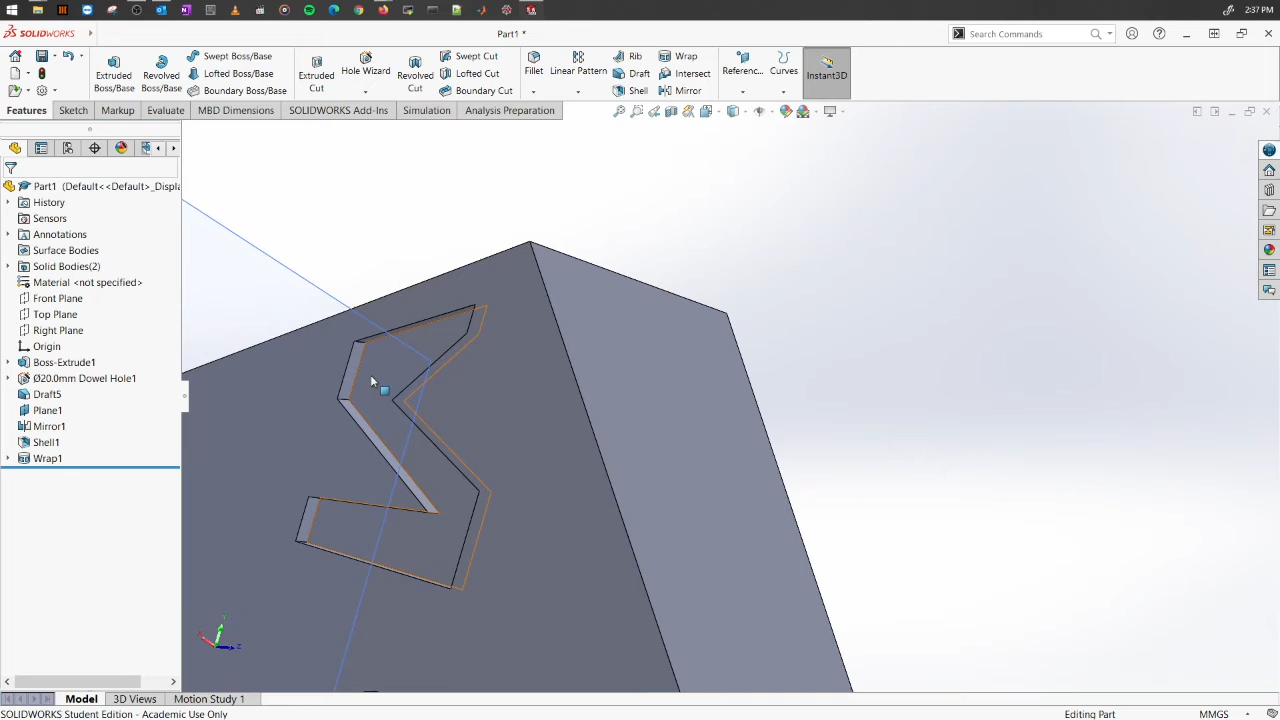 2:37 PM
SOLIDWORKS
Part1 *
Search Commands
Extruded Boss/Base
Revolved Boss/Base
Swept Boss/Base
Lofted Boss/Base
Boundary Boss/Base
Extruded Cut
Hole Wizard
Revolved Cut
Swept Cut
Lofted Cut
Boundary Cut
Fillet
Linear Pattern
Rib
Draft
Shell
Wrap
Intersect
Mirror
Referenc...
Curves
Instant3D
Features Sketch Markup Evaluate MBD Dimensions SOLIDWORKS Add-Ins Simulation Analysis Preparation
Part1 (Default<<Default>_Displa
History
Sensors
Annotations
Surface Bodies
Solid Bodies(2)
Material <not specified>
Front Plane
Top Plane
Right Plane
Origin
Boss-Extrude1
Ø20.0mm Dowel Hole1
Draft5
Plane1
Mirror1
Shell1
Wrap1
Model 3D Views Motion Study 1
SOLIDWORKS Student Edition - Academic Use Only
Editing Part
MMGS